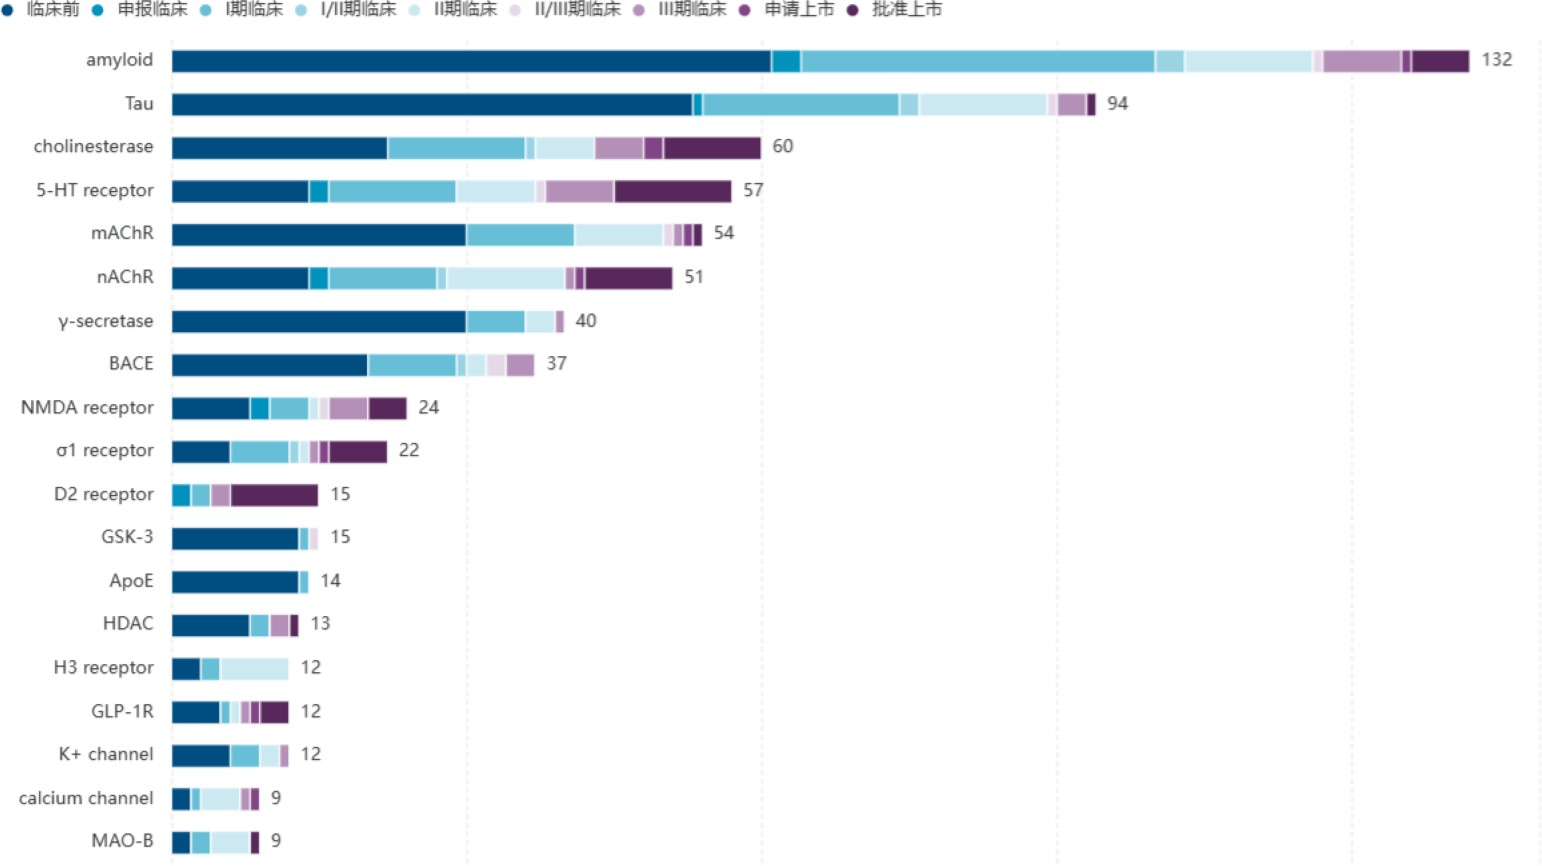 临床前 申报临床 I期临床 I/II期临床 II期临床 II/III期临床 III期临床 申请上市 批准上市
amyloid 132
Tau 94
cholinesterase 60
5-HT receptor 57
mAChR 54
nAChR 51
γ-secretase 40
BACE 37
NMDA receptor 24
σ1 receptor 22
D2 receptor 15
GSK-3 15
ApoE 14
HDAC 13
H3 receptor 12
GLP-1R 12
K+ channel 12
calcium channel 9
MAO-B 9